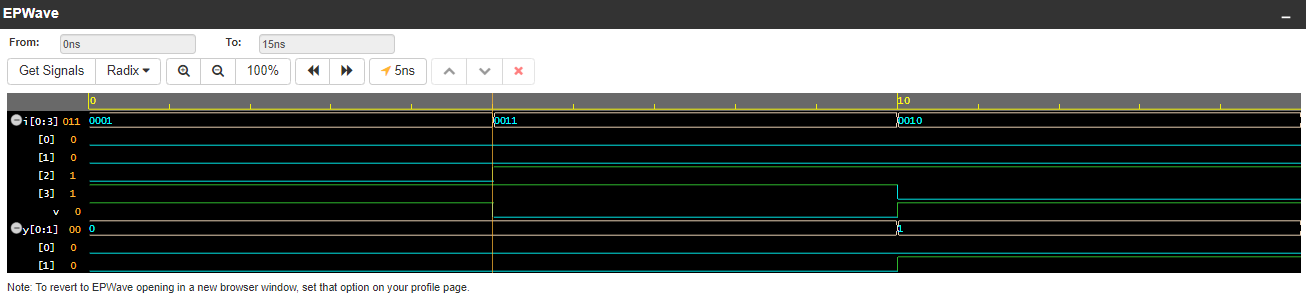 EPWave
From: 0ns To: 15ns
Get Signals Radix 100% 5ns
0 10
i[0:3] 011 0001 0011 0010
[0] 0
[1] 0
[2] 1
[3] 1
v 0
y[0:1] 00 0 1
[0] 0
[1] 0
Note: To revert to EPWave opening in a new browser window, set that option on your profile page.